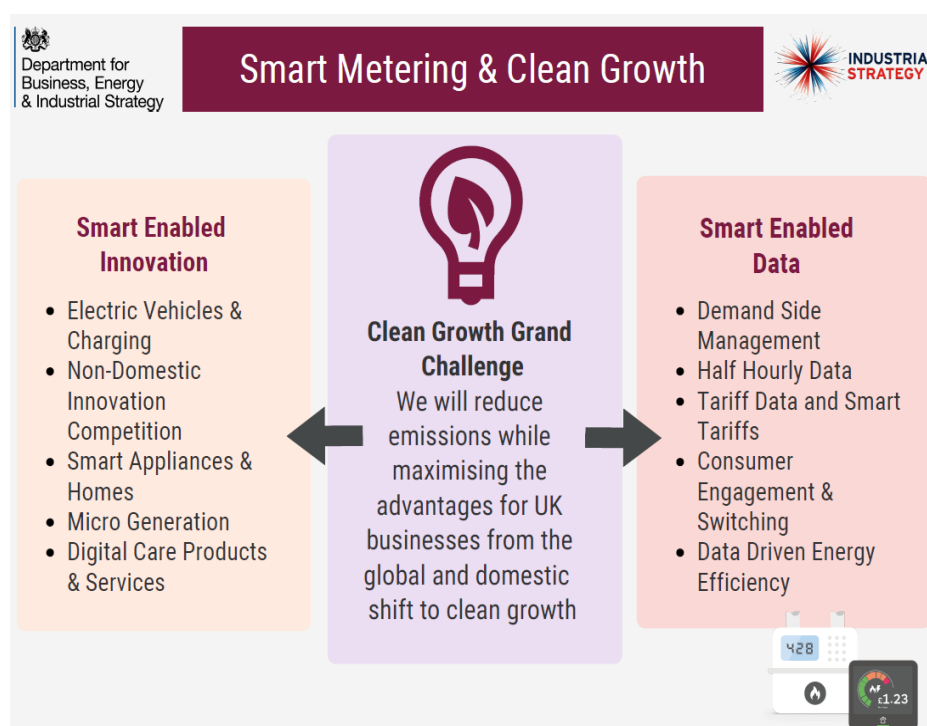 Department for
Business, Energy
& Industrial Strategy
Smart Metering & Clean Growth
INDUSTRIA
STRATEGY
Smart Enabled
Innovation
• Electric Vehicles &
Charging
• Non-Domestic
Innovation
Competition
• Smart Appliances &
Homes
• Micro Generation
• Digital Care Products
& Services
Clean Growth Grand
Challenge
We will reduce
emissions while
maximising the
advantages for UK
businesses from the
global and domestic
shift to clean growth
Smart Enabled
Data
• Demand Side
Management
• Half Hourly Data
• Tariff Data and Smart
Tariffs
• Consumer
Engagement &
Switching
• Data Driven Energy
Efficiency
428
£1.23